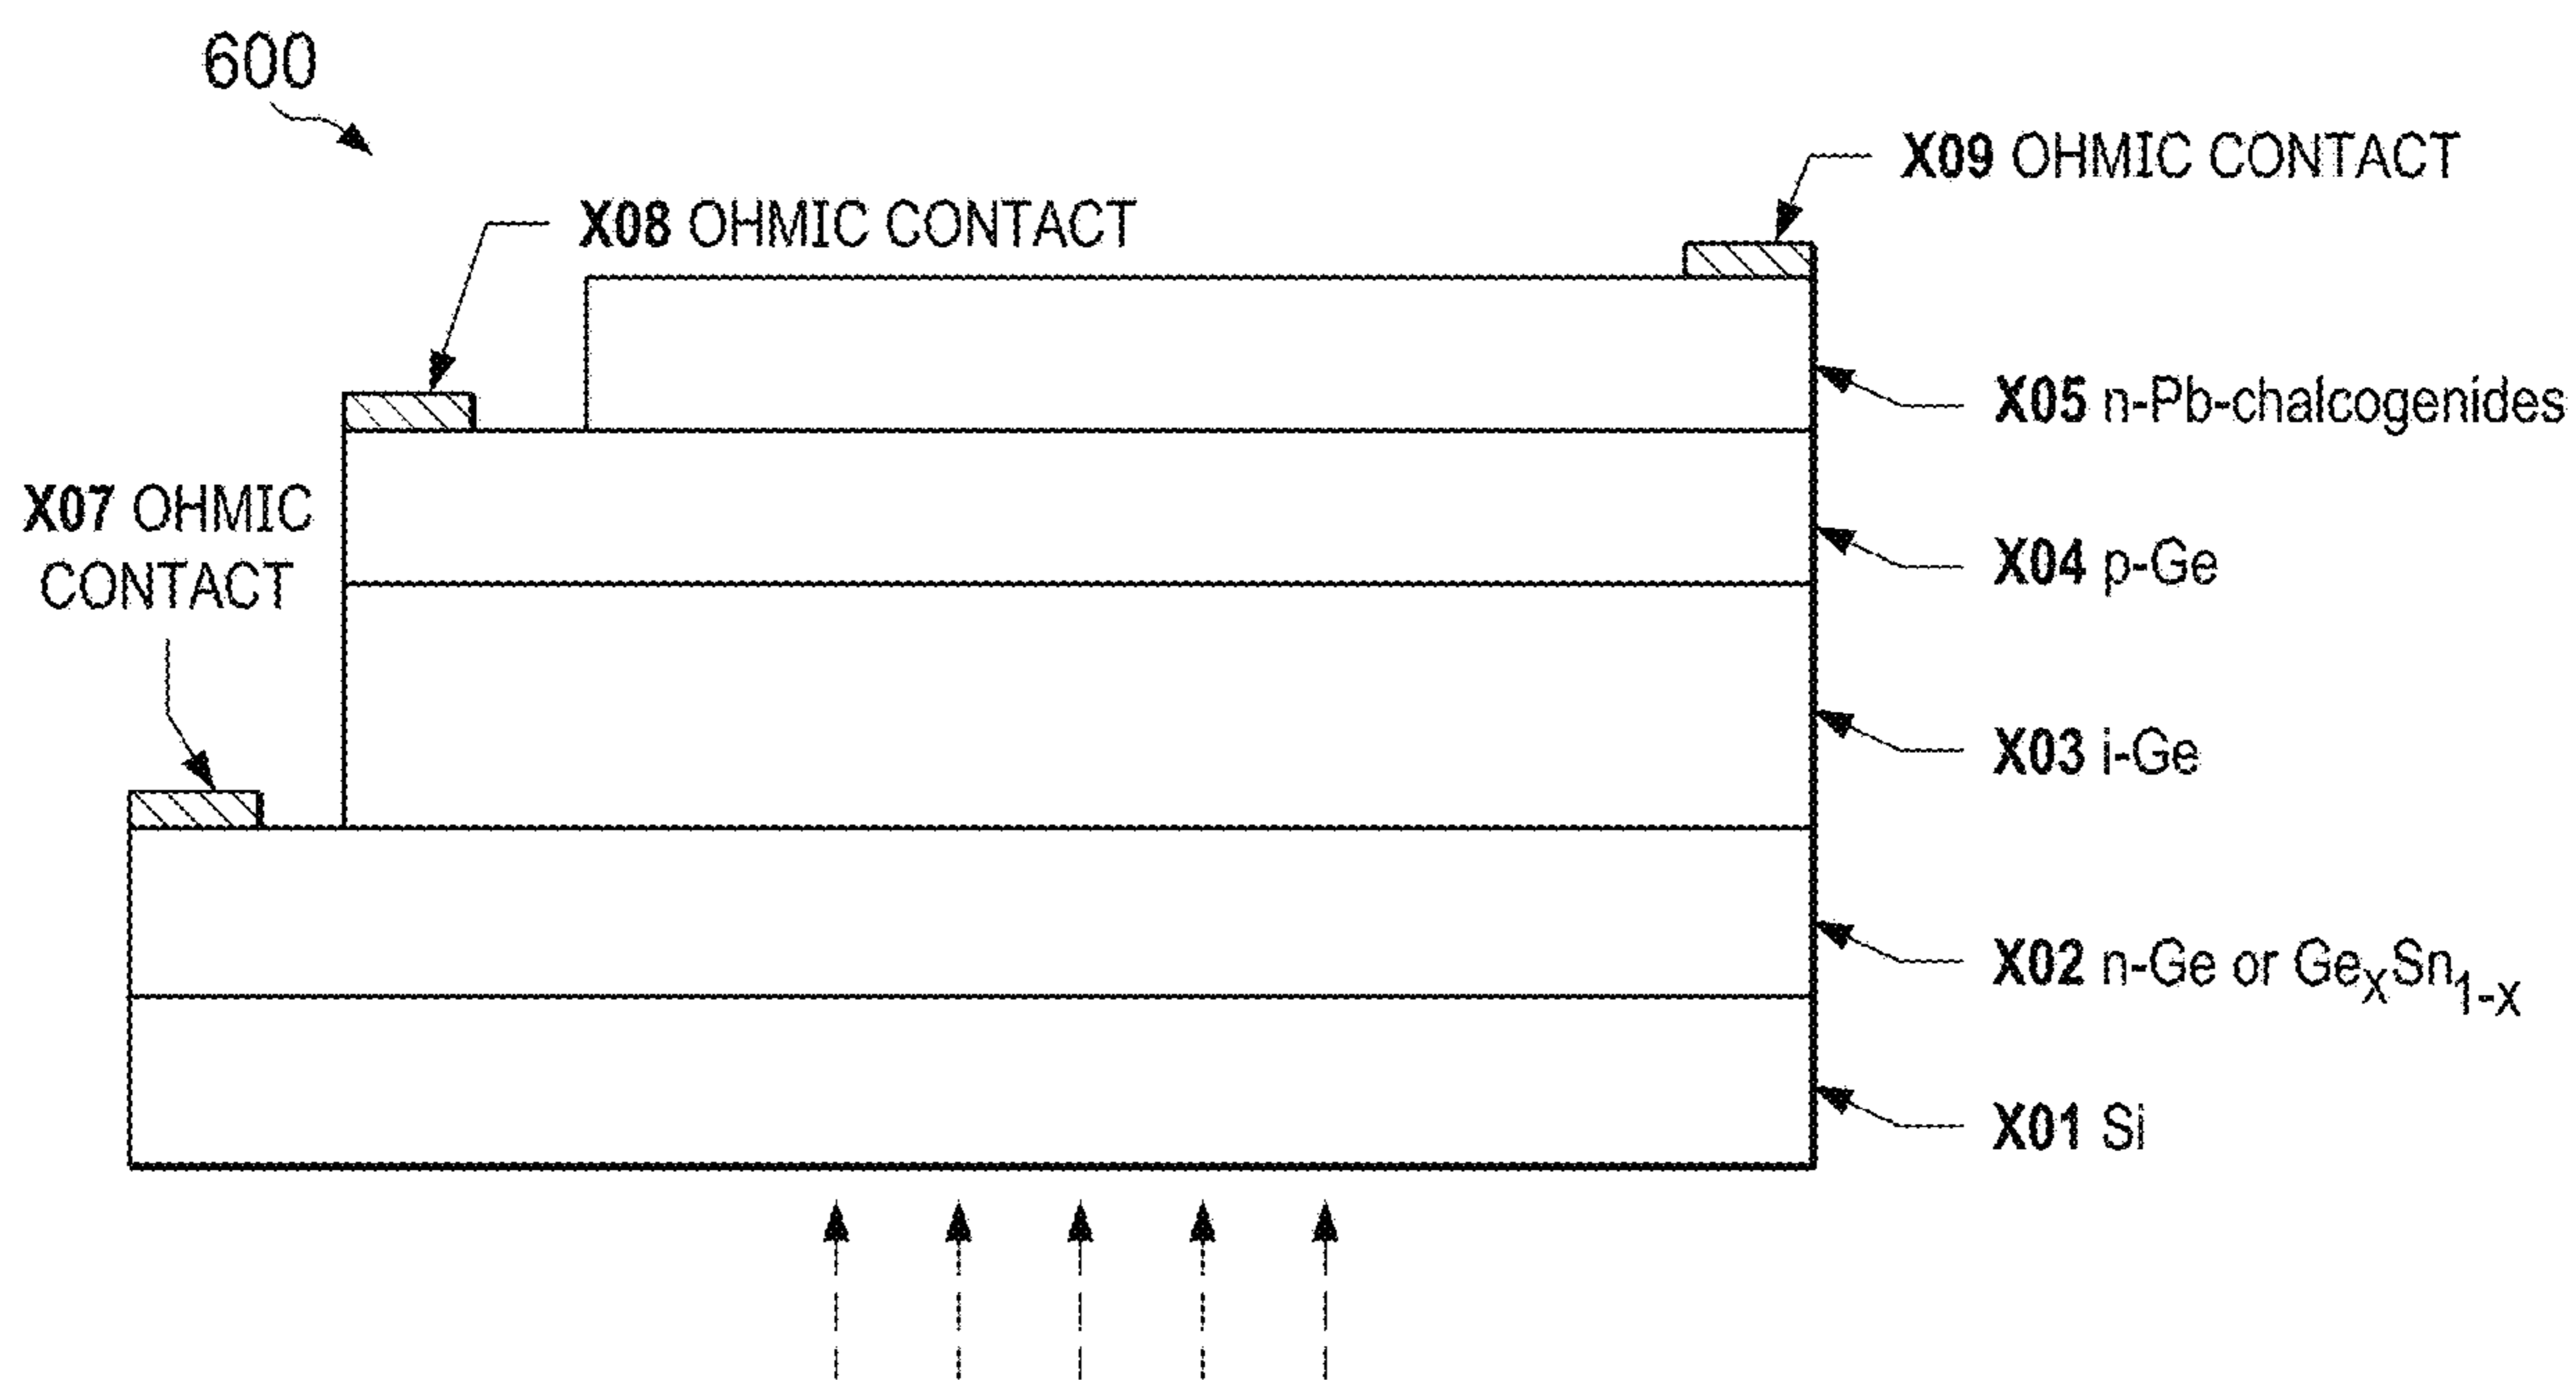 600
X09 OHMIC CONTACT
X08 OHMIC CONTACT
X05 n-Pb-chalcogenides
X07 OHMIC
CONTACT
X04 p-Ge
X03 i-Ge
X02 n-Ge or GeXSn1-x
X01 Si